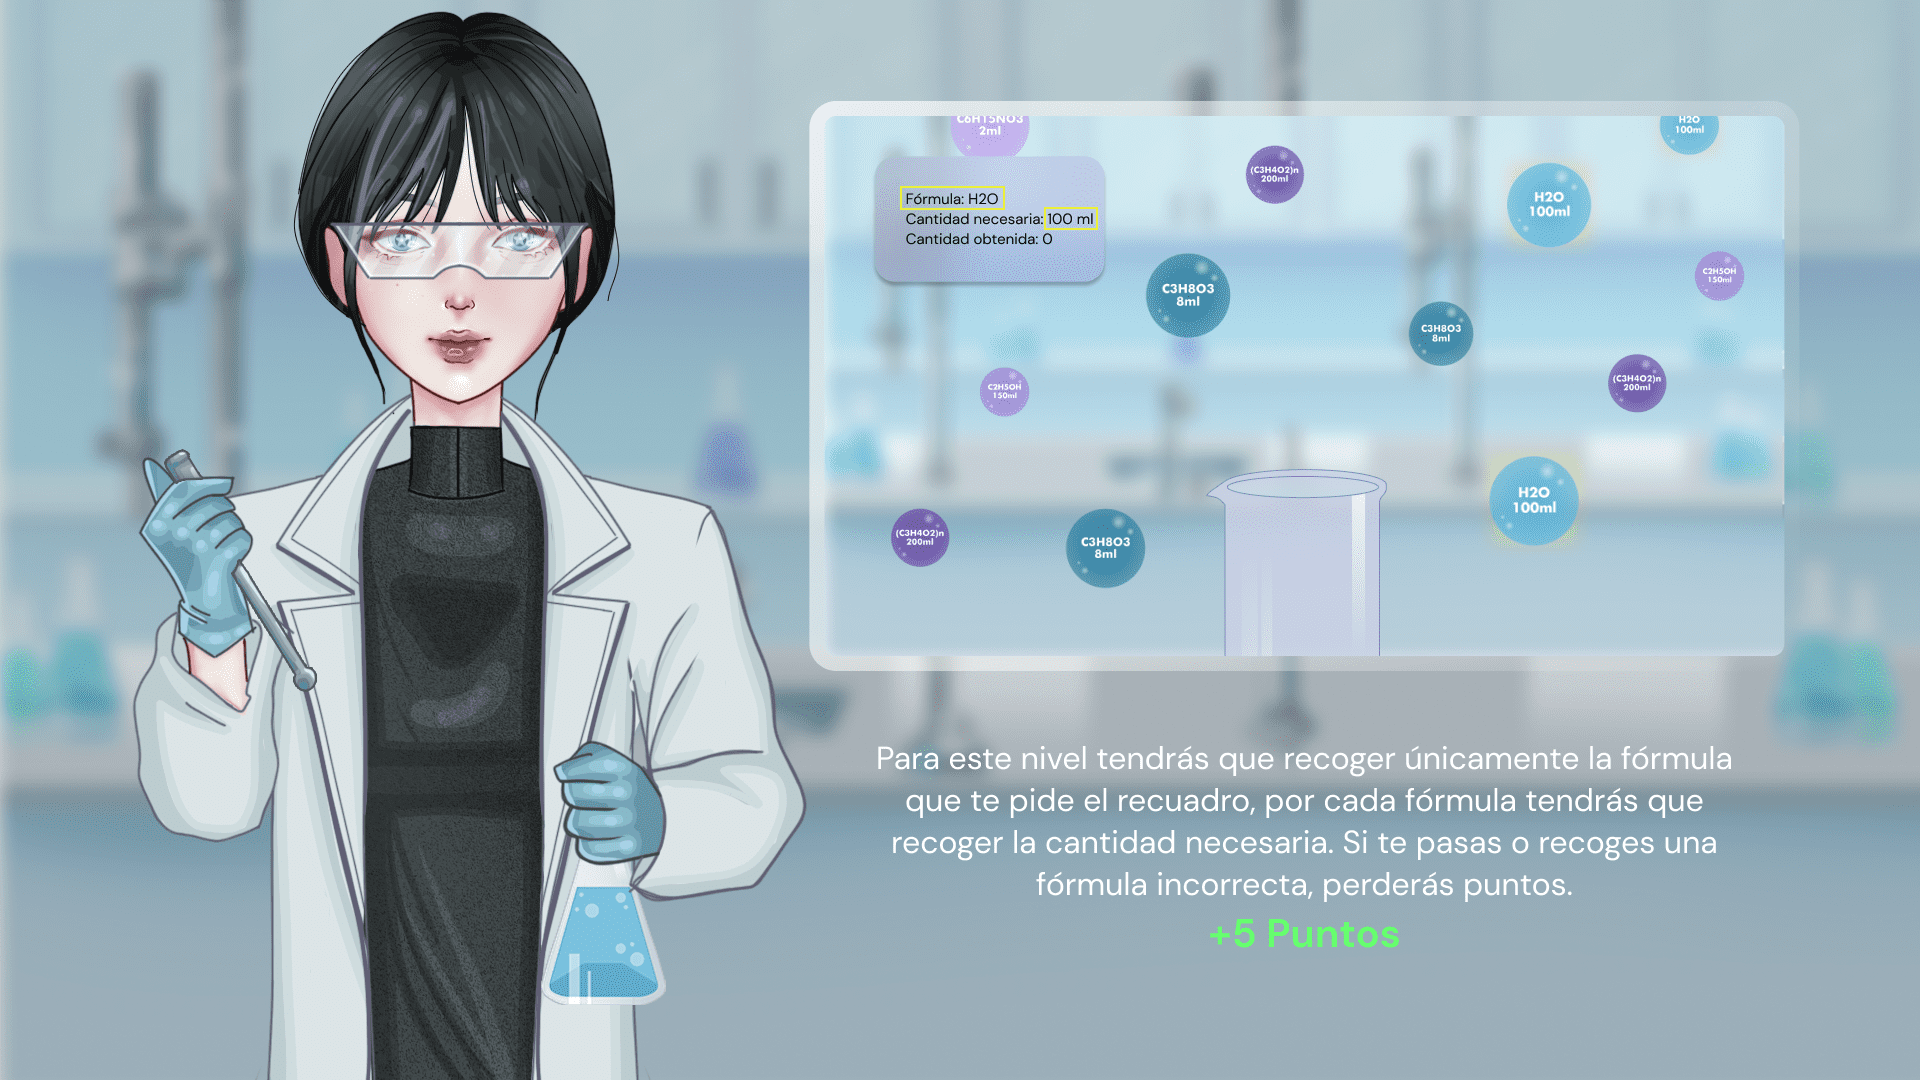 C6H15NO3
2ml
H2O
100ml
(C3H4O2)n
200ml
H2O
100ml
Fórmula: H2O
Cantidad necesaria: 100 ml
Cantidad obtenida: 0
C3H8O3
8ml
C2H5OH
150ml
C3H8O3
8ml
C2H5OH
150ml
(C3H4O2)n
200ml
H2O
100ml
(C3H4O2)n
200ml
C3H8O3
8ml
Para este nivel tendrás que recoger únicamente la fórmula
que te pide el recuadro, por cada fórmula tendrás que
recoger la cantidad necesaria. Si te pasas o recoges una
fórmula incorrecta, perderás puntos.
+5 Puntos